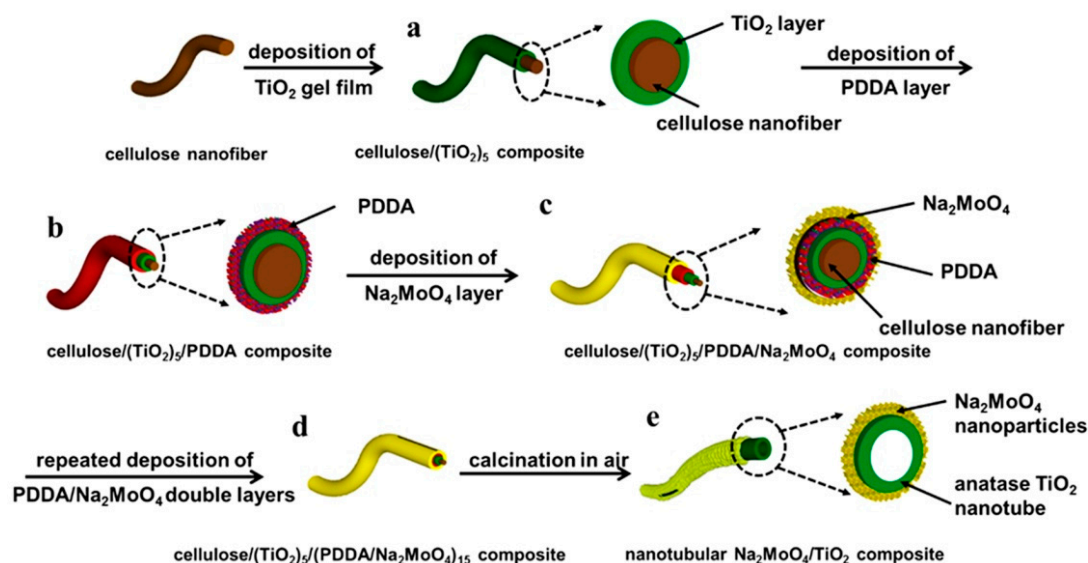 a
deposition of
TiO₂ gel film
TiO₂ layer
deposition of
PDDA layer
cellulose nanofiber
cellulose nanofiber
cellulose/(TiO₂)₅ composite
b
PDDA
deposition of
Na₂MoO₄ layer
c
Na₂MoO₄
PDDA
cellulose nanofiber
cellulose/(TiO₂)₅/PDDA composite
cellulose/(TiO₂)₅/PDDA/Na₂MoO₄ composite
repeated deposition of
PDDA/Na₂MoO₄ double layers
d
calcination in air
e
Na₂MoO₄
nanoparticles
anatase TiO₂
nanotube
cellulose/(TiO₂)₅/(PDDA/Na₂MoO₄)₁₅ composite
nanotubular Na₂MoO₄/TiO₂ composite